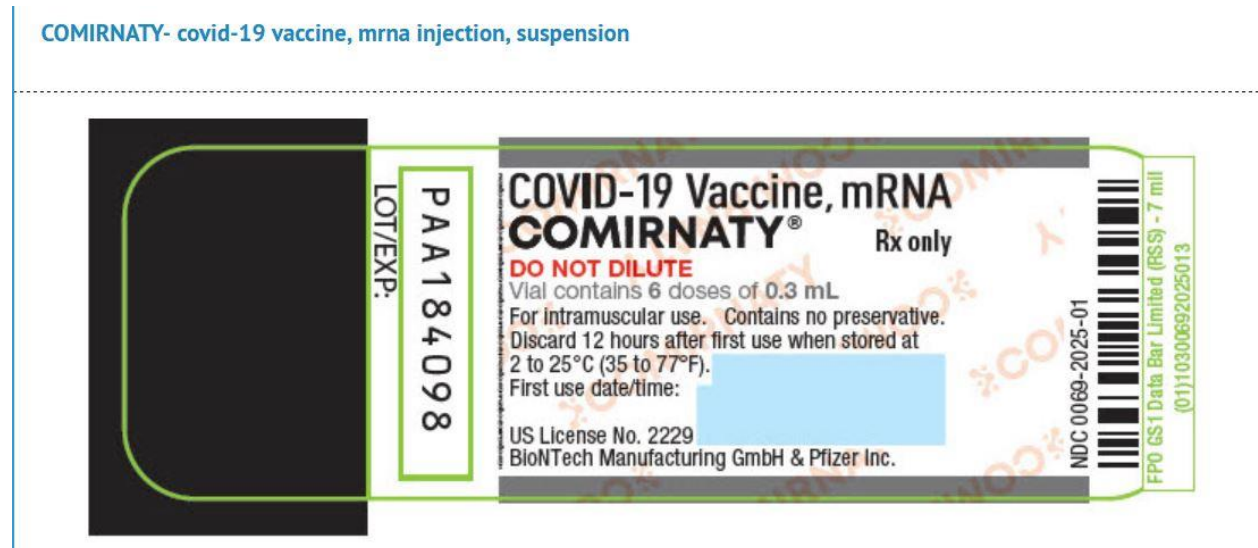 COMIRNATY- covid-19 vaccine, mrna injection, suspension
LOT/EXP:
PAA184098
COVID-19 Vaccine, mRNA
COMIRNATY®
Rx only
DO NOT DILUTE
Vial contains 6 doses of 0.3 mL
For intramuscular use. Contains no preservative.
Discard 12 hours after first use when stored at
2 to 25°C (35 to 77°F).
First use date/time:
US License No. 2229
BioNTech Manufacturing GmbH & Pfizer Inc.
NDC 0069-2025-01
FPO GS1 Data Bar Limited (RSS) - 7 mil
(01)10300692025013